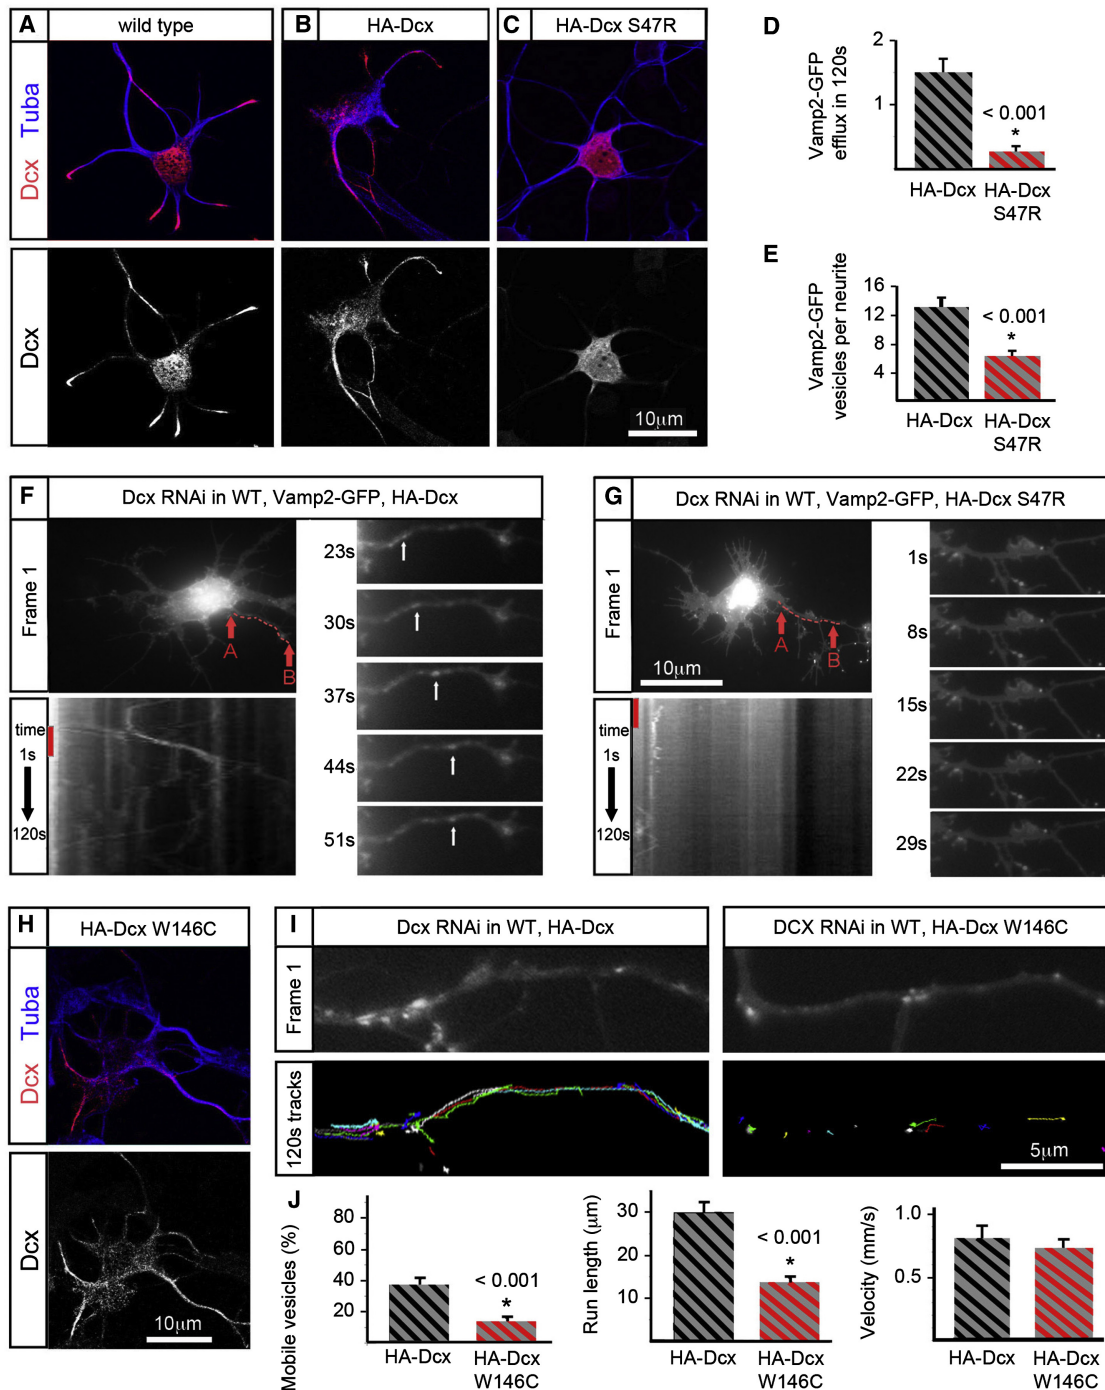 A
wild type
B
HA-Dcx
C
HA-Dcx S47R
Dcx Tuba
Dcx
10μm
D
Vamp2-GFP
efflux in 120s
2
1
< 0.001
*
HA-Dcx
HA-Dcx
S47R
E
Vamp2-GFP
vesicles per neurite
16
12
8
4
< 0.001
*
HA-Dcx
HA-Dcx
S47R
F
Dcx RNAi in WT, Vamp2-GFP, HA-Dcx
Frame 1
A
B
23s
30s
37s
44s
51s
time
1s
120s
G
Dcx RNAi in WT, Vamp2-GFP, HA-Dcx S47R
Frame 1
A
B
10μm
1s
8s
15s
22s
29s
time
1s
120s
H
HA-Dcx W146C
Dcx Tuba
Dcx
10μm
I
Dcx RNAi in WT, HA-Dcx
DCX RNAi in WT, HA-Dcx W146C
Frame 1
120s tracks
5μm
J
Mobile vesicles (%)
80
60
40
20
< 0.001
*
HA-Dcx
HA-Dcx
W146C
Run length (μm)
30
20
10
< 0.001
*
HA-Dcx
HA-Dcx
W146C
Velocity (mm/s)
1.0
0.5
HA-Dcx
HA-Dcx
W146C